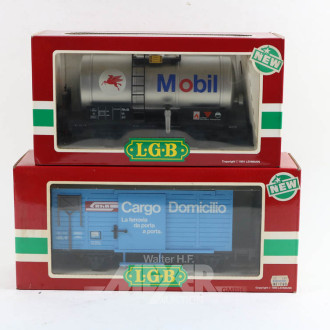 NEW
Mobil
L·G·B
NEW
Cargo Domicilio
La ferrovia
da porta
a porta.
Walter H.F.
L·G·B